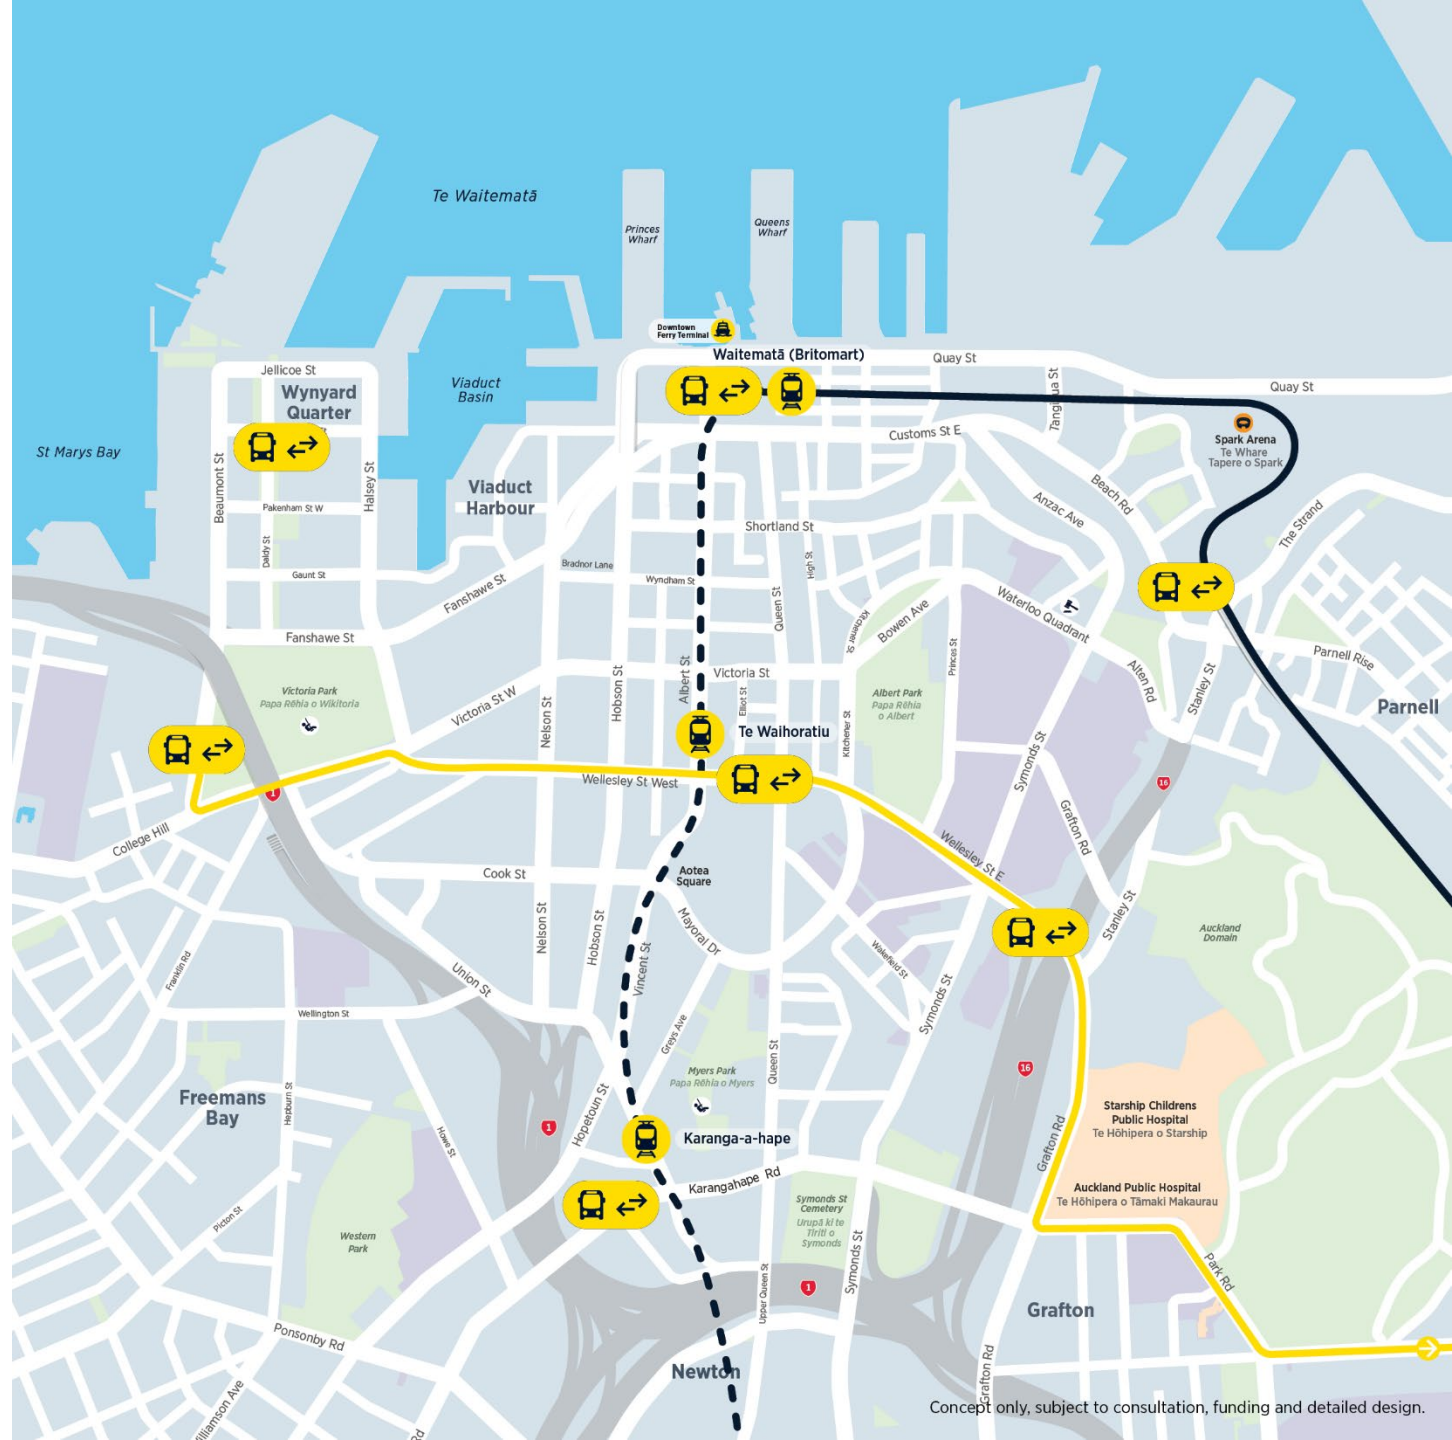 Te Waitematā
Princes
Wharf
Queens
Wharf
Downtown
Ferry Terminal
Waitematā (Britomart)
Quay St
Quay St
Jellicoe St
Wynyard
Quarter
Viaduct
Basin
St Marys Bay
Beaumont St
Halsey St
Pakenham St W
Daldy St
Gaunt St
Viaduct
Harbour
Customs St E
Tangihua St
Spark Arena
Te Whare
Tapere o Spark
Beach Rd
Anzac Ave
The Strand
Shortland St
High St
Bradnor Lane
Wyndham St
Fanshawe St
Fanshawe St
Queen St
Kitchener St
Bowen Ave
Waterloo Quadrant
Princes St
Parnell Rise
Parnell
Alten Rd
Stanley St
Victoria Park
Papa Rēhia o Wikitoria
Victoria St W
Nelson St
Hobson St
Albert St
Victoria St
Elliot St
Te Waihoratiu
Kitchener St
Albert Park
Papa Rēhia
o Albert
Symonds St
Grafton Rd
16
1
Wellesley St West
Wellesley St E
College Hill
Cook St
Aotea
Square
Mayoral Dr
Nelson St
Hobson St
Vincent St
Wakefield St
Stanley St
Auckland
Domain
Franklin Rd
Union St
Wellington St
Greys Ave
Symonds St
Queen St
Myers Park
Papa Rēhia o Myers
16
Freemans
Bay
Hepburn St
Howe St
1
Hopetoun St
Karanga-a-hape
Karangahape Rd
Grafton Rd
Starship Childrens
Public Hospital
Te Hōhipera o Starship
Auckland Public Hospital
Te Hōhipera o Tāmaki Makaurau
Picton St
Western
Park
Symonds St
Cemetery
Urupā ki te
Tiriti o
Symonds
Symonds St
Upper Queen St
1
Park Rd
Grafton
Ponsonby Rd
Newton
Grafton Rd
Rd
Concept only, subject to consultation, funding and detailed design.